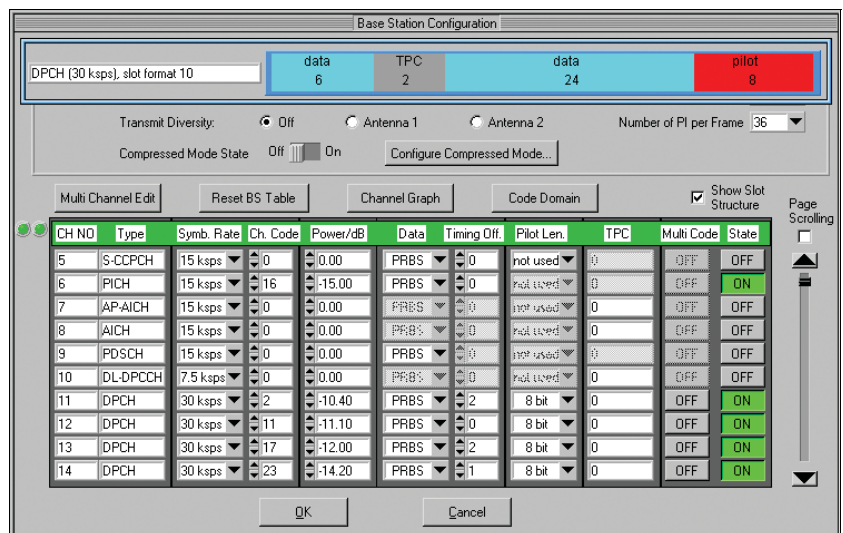 Base Station Configuration
DPCH (30 ksps), slot format 10
data TPC data pilot
6 2 24 8
Transmit Diversity: Off Antenna 1 Antenna 2 Number of PI per Frame 36
Compressed Mode State Off On Configure Compressed Mode...
Multi Channel Edit Reset BS Table Channel Graph Code Domain Show Slot Structure
Page Scrolling
CH NO Type Symb. Rate Ch. Code Power/dB Data Timing Off. Pilot Len. TPC Multi Code State
5 S-CCPCH 15 ksps 0 0.00 PRBS 0 not used 0 OFF OFF
6 PICH 15 ksps 16 -15.00 PRBS 0 not used 0 OFF ON
7 AP-AICH 15 ksps 0 0.00 PRBS 0 not used 0 OFF OFF
8 AICH 15 ksps 0 0.00 PRBS 0 not used 0 OFF OFF
9 PDSCH 15 ksps 0 0.00 PRBS 0 not used 0 OFF OFF
10 DL-DPCCH 7.5 ksps 0 0.00 PRBS 0 not used 0 OFF OFF
11 DPCH 30 ksps 2 -10.40 PRBS 2 8 bit 0 OFF ON
12 DPCH 30 ksps 11 -11.10 PRBS 0 8 bit 0 OFF ON
13 DPCH 30 ksps 17 -12.00 PRBS 2 8 bit 0 OFF ON
14 DPCH 30 ksps 23 -14.20 PRBS 1 8 bit 0 OFF ON
OK Cancel